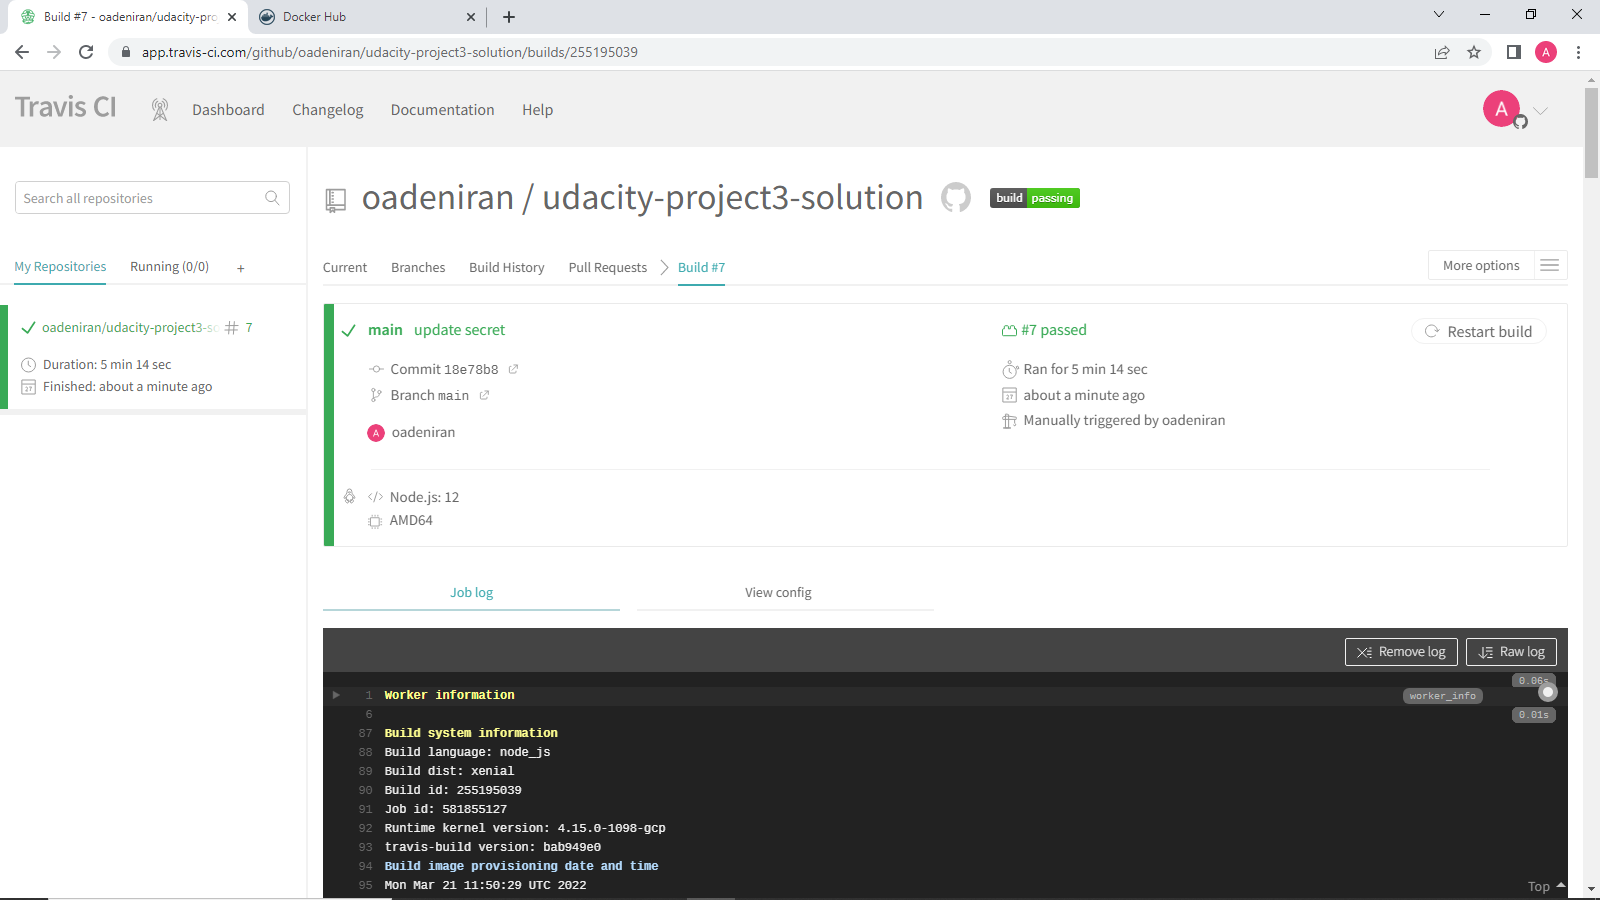 Build #7 - oadeniran/udacity-pro
Docker Hub
app.travis-ci.com/github/oadeniran/udacity-project3-solution/builds/255195039
A
Travis CI
Dashboard
Changelog
Documentation
Help
A
Search all repositories
oadeniran / udacity-project3-solution
build passing
My Repositories
Running (0/0)
+
Current
Branches
Build History
Pull Requests
Build #7
More options
oadeniran/udacity-project3-so
# 7
Duration: 5 min 14 sec
Finished: about a minute ago
main update secret
#7 passed
Restart build
Commit 18e78b8
Ran for 5 min 14 sec
Branch main
about a minute ago
Manually triggered by oadeniran
A oadeniran
</> Node.js: 12
AMD64
Job log
View config
Remove log
Raw log
0.06s
1 Worker information
worker_info
6
0.01s
87 Build system information
88 Build language: node_js
89 Build dist: xenial
90 Build id: 255195039
91 Job id: 581855127
92 Runtime kernel version: 4.15.0-1098-gcp
93 travis-build version: bab949e0
94 Build image provisioning date and time
95 Mon Mar 21 11:50:29 UTC 2022
Top